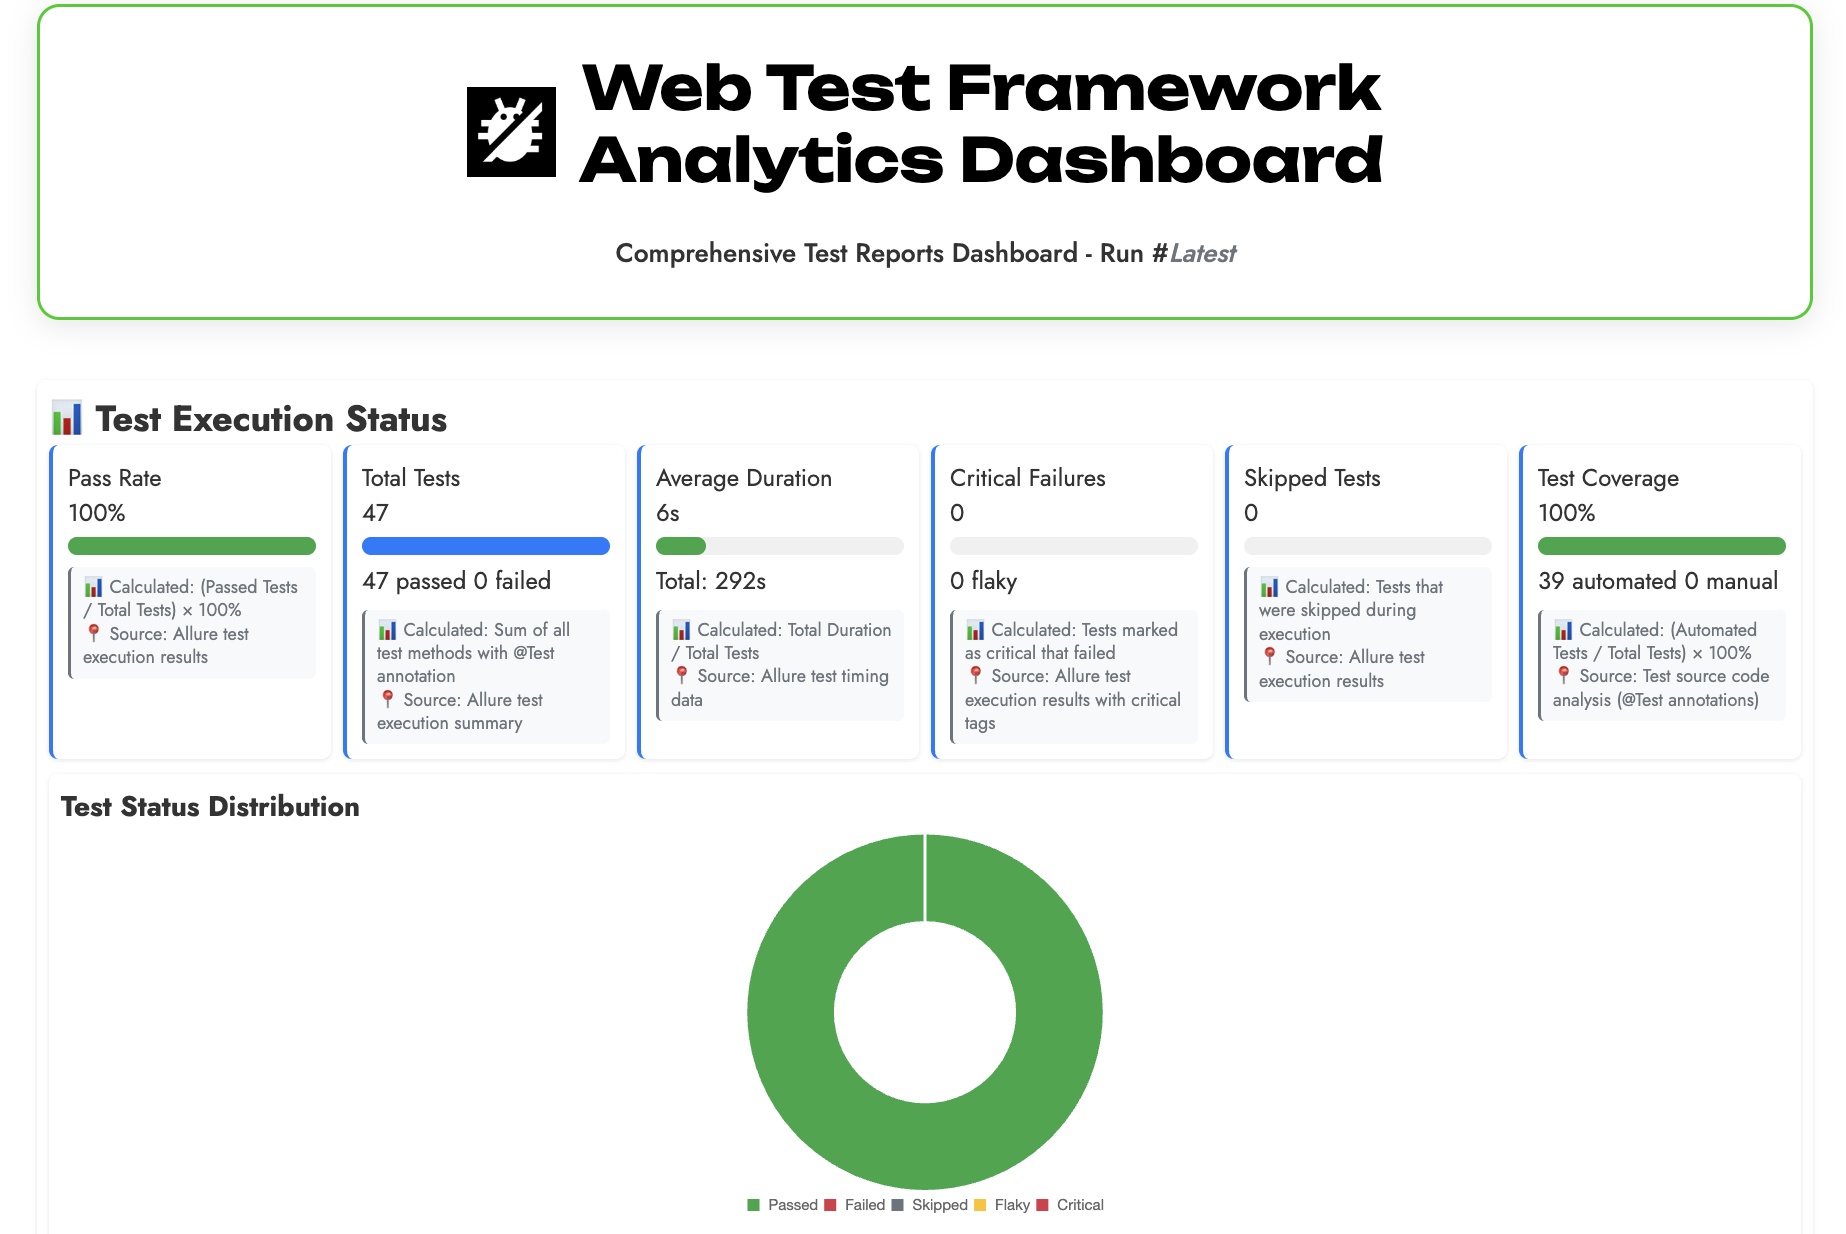 Web Test Framework
Analytics Dashboard
Comprehensive Test Reports Dashboard - Run #Latest
📊 Test Execution Status
Pass Rate
100%
📊 Calculated: (Passed Tests
/ Total Tests) × 100%
📍 Source: Allure test
execution results
Total Tests
47
47 passed 0 failed
📊 Calculated: Sum of all
test methods with @Test
annotation
📍 Source: Allure test
execution summary
Average Duration
6s
Total: 292s
📊 Calculated: Total Duration
/ Total Tests
📍 Source: Allure test timing
data
Critical Failures
0
0 flaky
📊 Calculated: Tests marked
as critical that failed
📍 Source: Allure test
execution results with critical
tags
Skipped Tests
0
📊 Calculated: Tests that
were skipped during
execution
📍 Source: Allure test
execution results
Test Coverage
100%
39 automated 0 manual
📊 Calculated: (Automated
Tests / Total Tests) × 100%
📍 Source: Test source code
analysis (@Test annotations)
Test Status Distribution
Passed Failed Skipped Flaky Critical